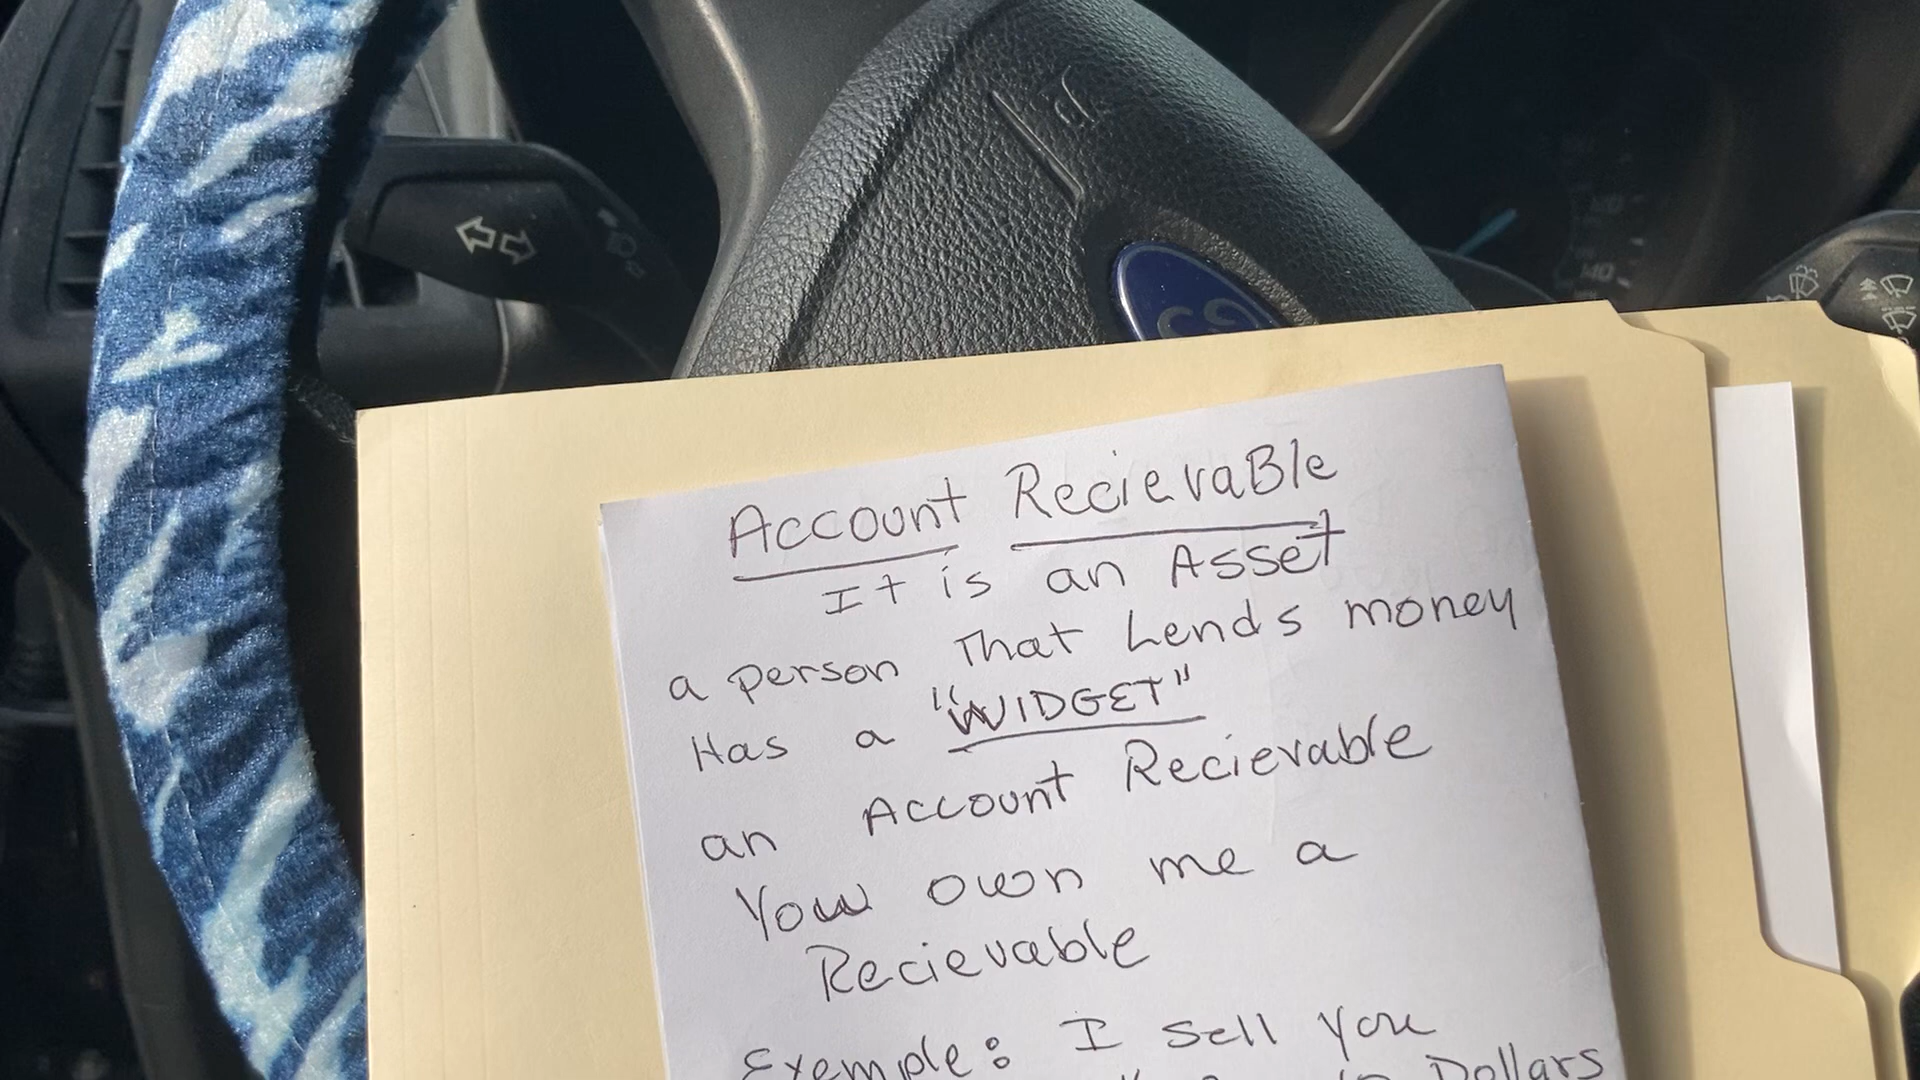 Account RecievaBle
It is an Asset
a person That Lends money
Has a "WIDGET"
an Account Recievable
You own me a
Recievable
Exemple: I sell you
Dollars
140